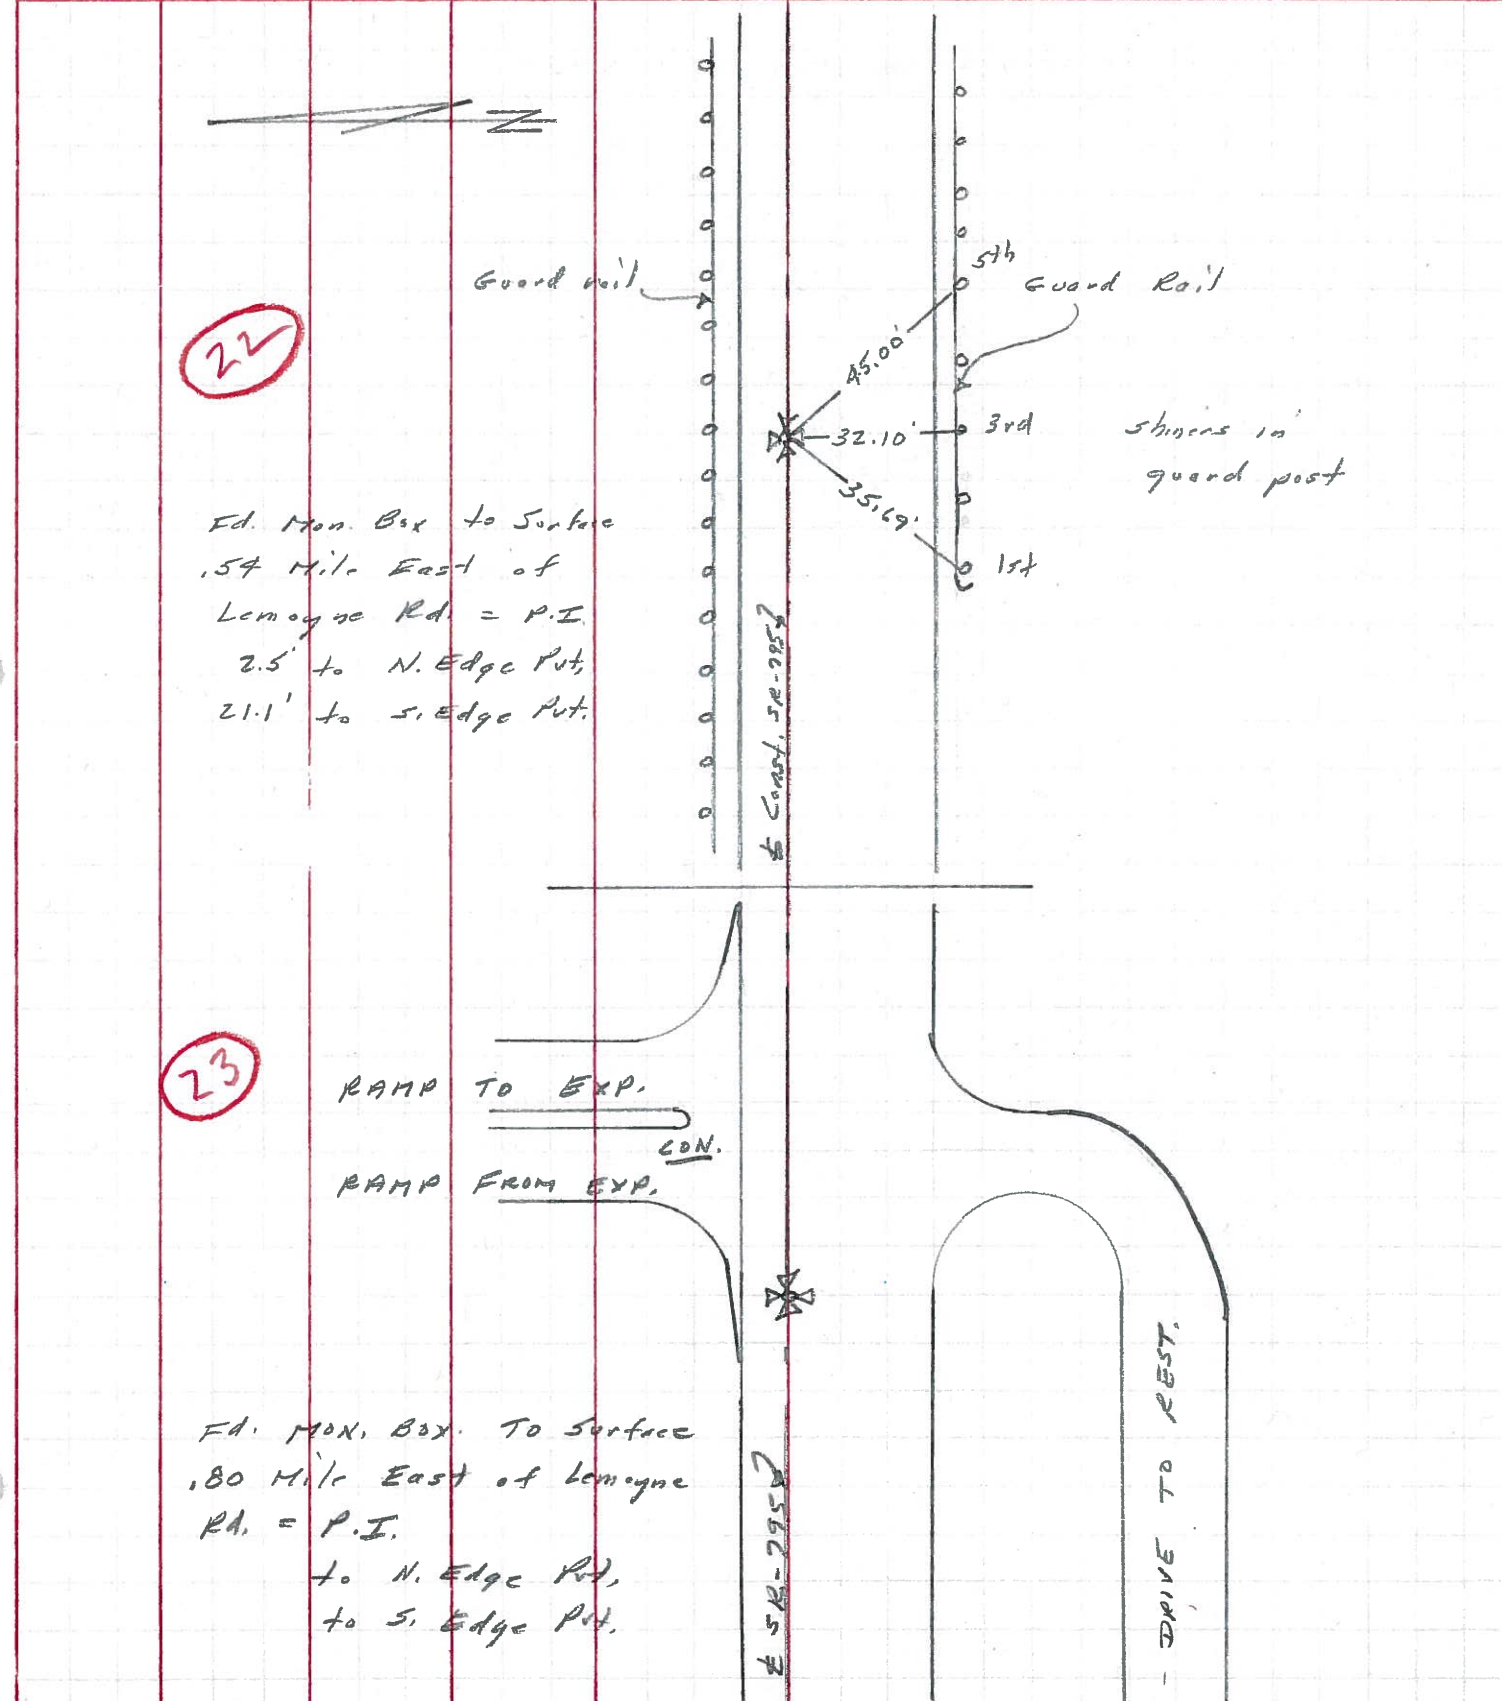 N
5th
Guard rail
Guard Rail
22
45.00'
32.10'
3rd
shiners in
guard post
35.69'
1st
Fd. Mon. Box to Surface
.54 Mile East of
Lemoyne Rd. = P.I.
2.5' to N. Edge Pvt.
21.1' to S. Edge Pvt.
℄ Const. SR-795
23
RAMP TO EXP.
CON.
RAMP FROM EXP.
Fd. MON. BOX. TO Surface
.80 Mile East of Lemoyne
Rd. = P.I.
to N. Edge Pvt.
to S. Edge Pvt.
℄ SR-795
- DRIVE TO REST.